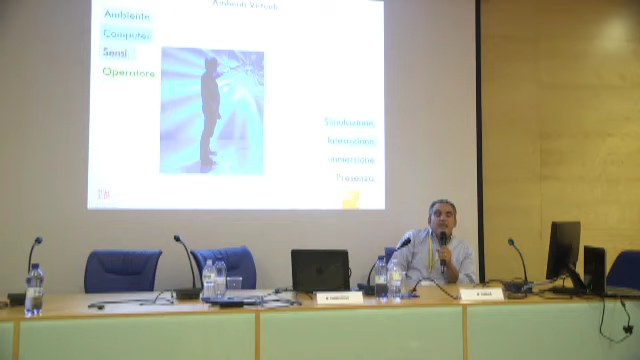 Ambienti Virtuali
Ambiente
Computer
Sensi
Operatore
Simulazione
Interazione
Immersione
Presenza